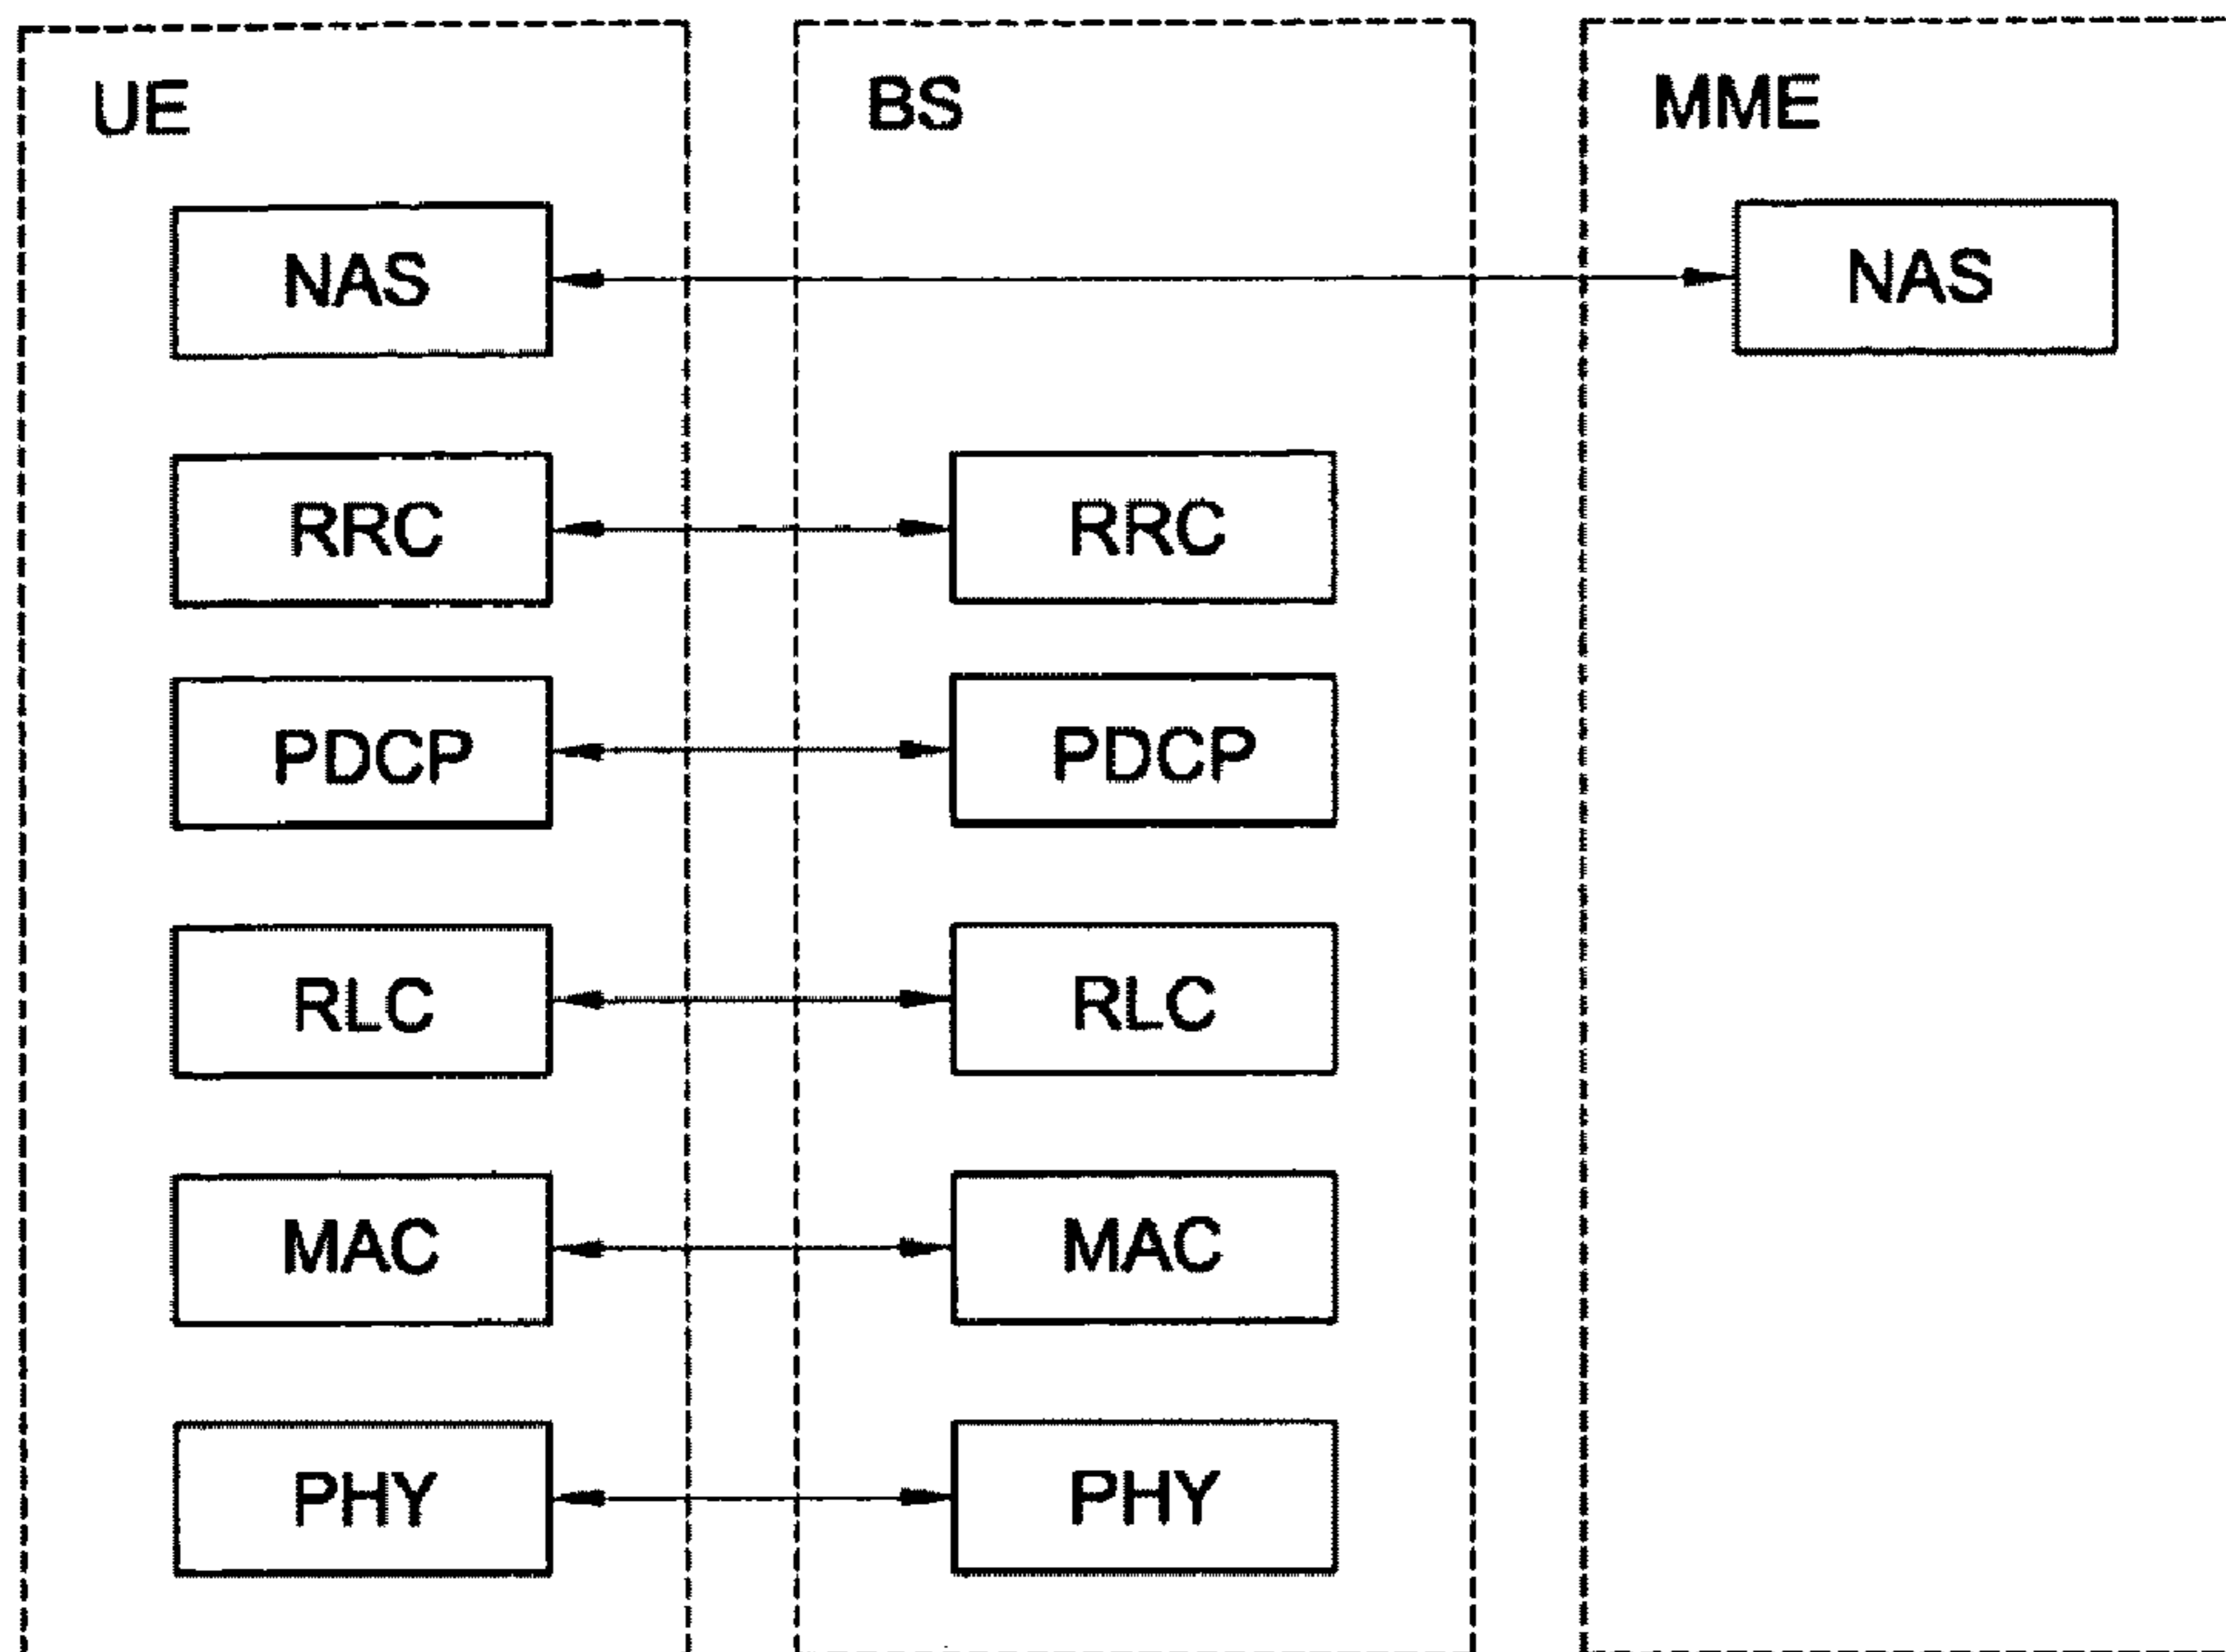 UE
BS
MME
NAS
NAS
RRC
RRC
PDCP
PDCP
RLC
RLC
MAC
MAC
PHY
PHY